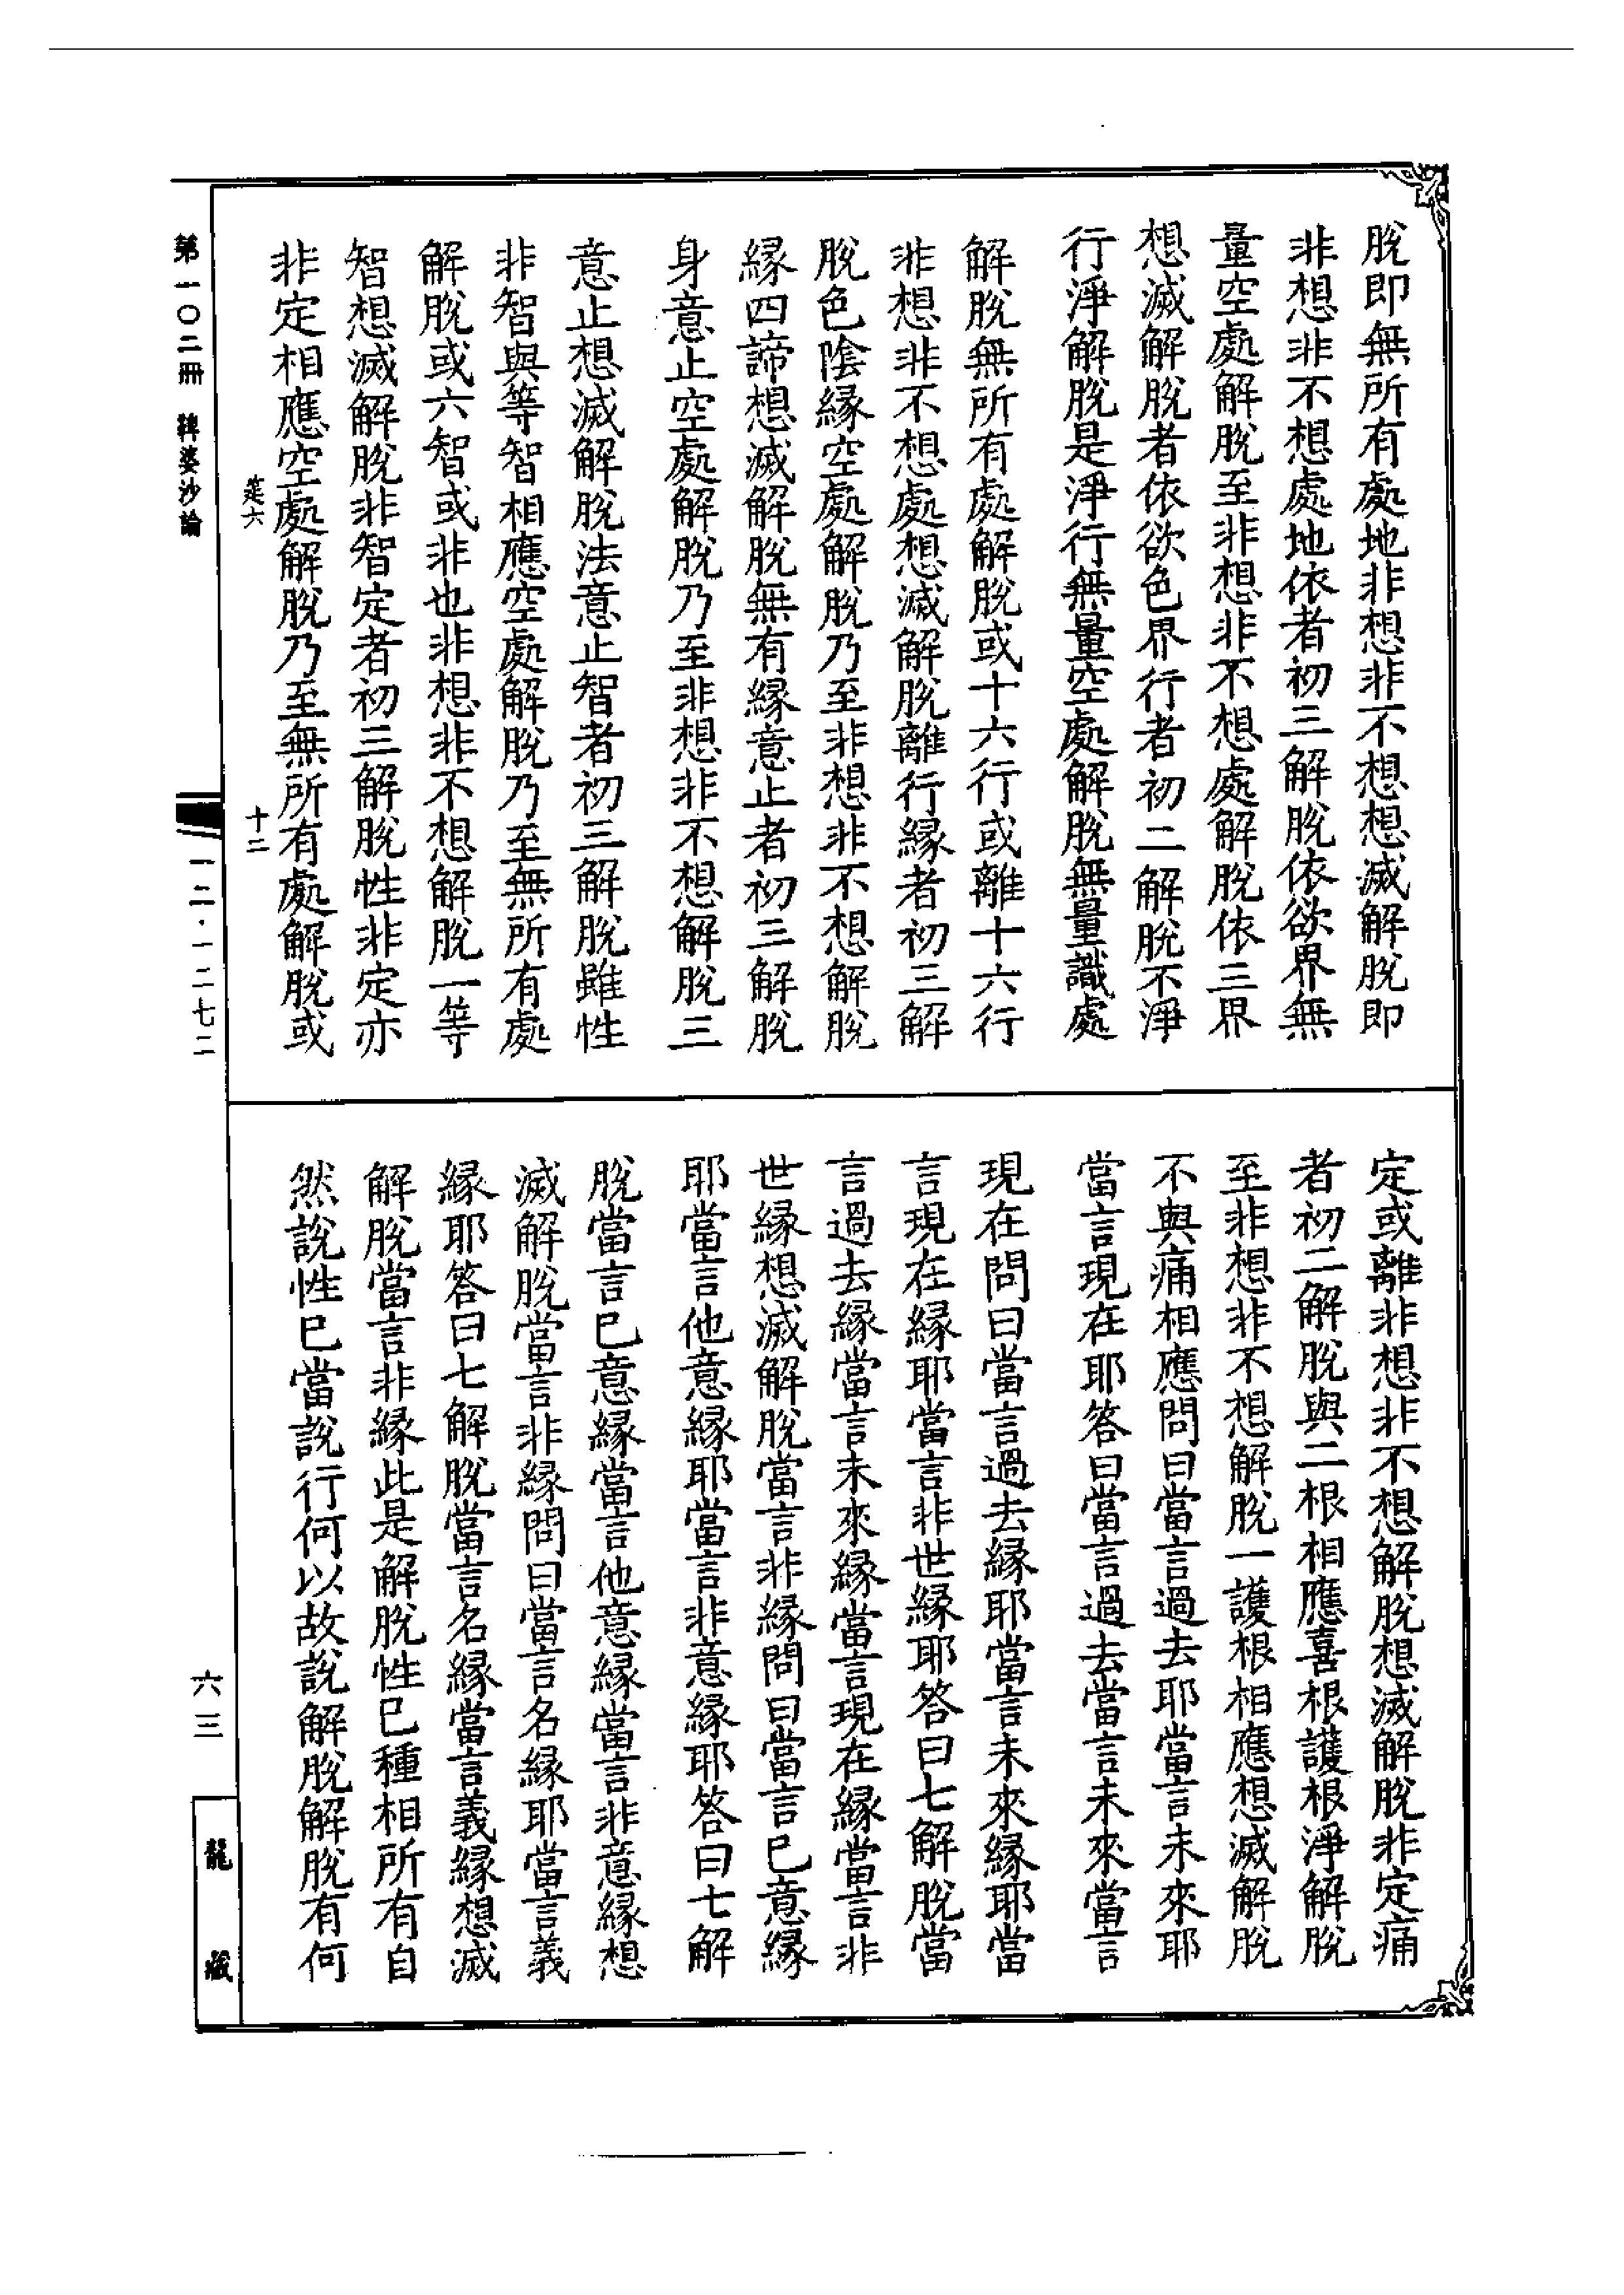 脫即無所有處地非想非不想想滅解脫即
非想非不想處地依者初三解脫依欲界無
量空處解脫至非想非不想處解脫依三界
想滅解脫者依欲色界行者初二解脫不淨
行淨解脫是淨行行無量空處解脫無量識處
解脫無所有處解脫或十六行或離十六行
非想非不想處想滅解脫離行緣者初三解
脫色陰緣空處解脫乃至非想非不想解脫
緣四諦想滅解脫無有緣意止者初三解脫
身意止空處解脫乃至非想非不想解脫三
意止想滅解脫法意止智者初三解脫雖性
非智與等智相應空處解脫乃至無所有處
解脫或六智或非也非想非不想解脫一等
智想滅解脫非智定者初三解脫性非定亦
非定相應空處解脫乃至無所有處解脫或
莚六
十二
第一〇二冊 鞞婆沙論
一二·一二七二
定或離非想非不想解脫想滅解脫非定痛
者初二解脫與二根相應喜根護根淨解脫
至非想非不想解脫一護根相應想滅解脫
不與痛相應問曰當言過去耶當言未來耶
當言現在耶答曰當言過去當言未來當言
現在問曰當言過去緣耶當言未來緣耶當
言現在緣耶當言非世緣耶答曰七解脫當
言過去緣當言未來緣當言現在緣當言非
世緣想滅解脫當言非緣問曰當言已意緣
耶當言他意緣耶當言非意緣耶答曰七解
脫當言已意緣當言他意緣當言非意緣想
滅解脫當言非緣問曰當言名緣耶當言義
緣耶答曰七解脫當言名緣當言義緣想滅
解脫當言非緣此是解脫性已種相所有自
然說性已當說行何以故說解脫解脫有何
六三
龍藏